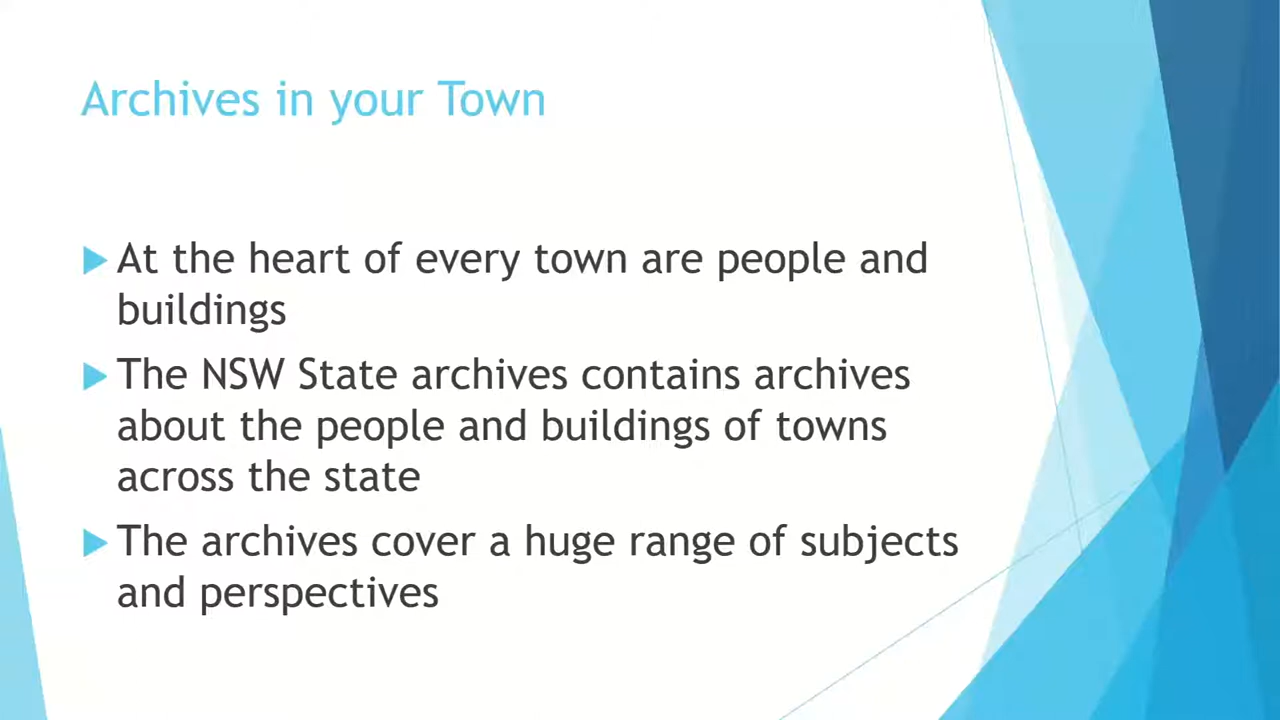 Archives in your Town
At the heart of every town are people and
buildings
The NSW State archives contains archives
about the people and buildings of towns
across the state
The archives cover a huge range of subjects
and perspectives